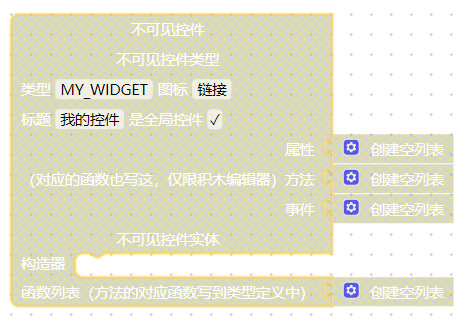 不可见控件
不可见控件类型
类型 MY_WIDGET 图标 链接
标题 我的控件 是全局控件 ✓
属性 创建空列表
（对应的函数也写这，仅限积木编辑器）方法 创建空列表
事件 创建空列表
不可见控件实体
构造器
函数列表（方法的对应函数写到类型定义中） 创建空列表